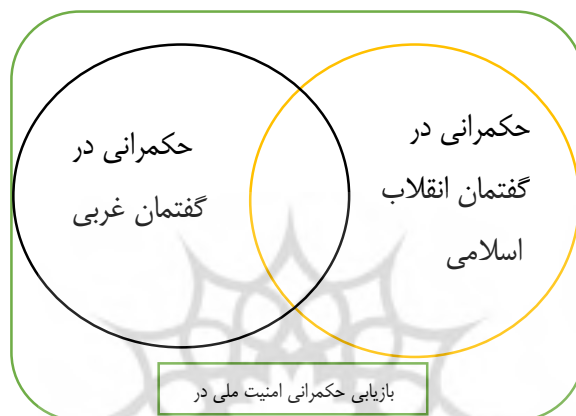 حکمرانی در
گفتمان انقلاب
اسلامی
حکمرانی در
گفتمان غربی
بازیابی حکمرانی امنیت ملی در